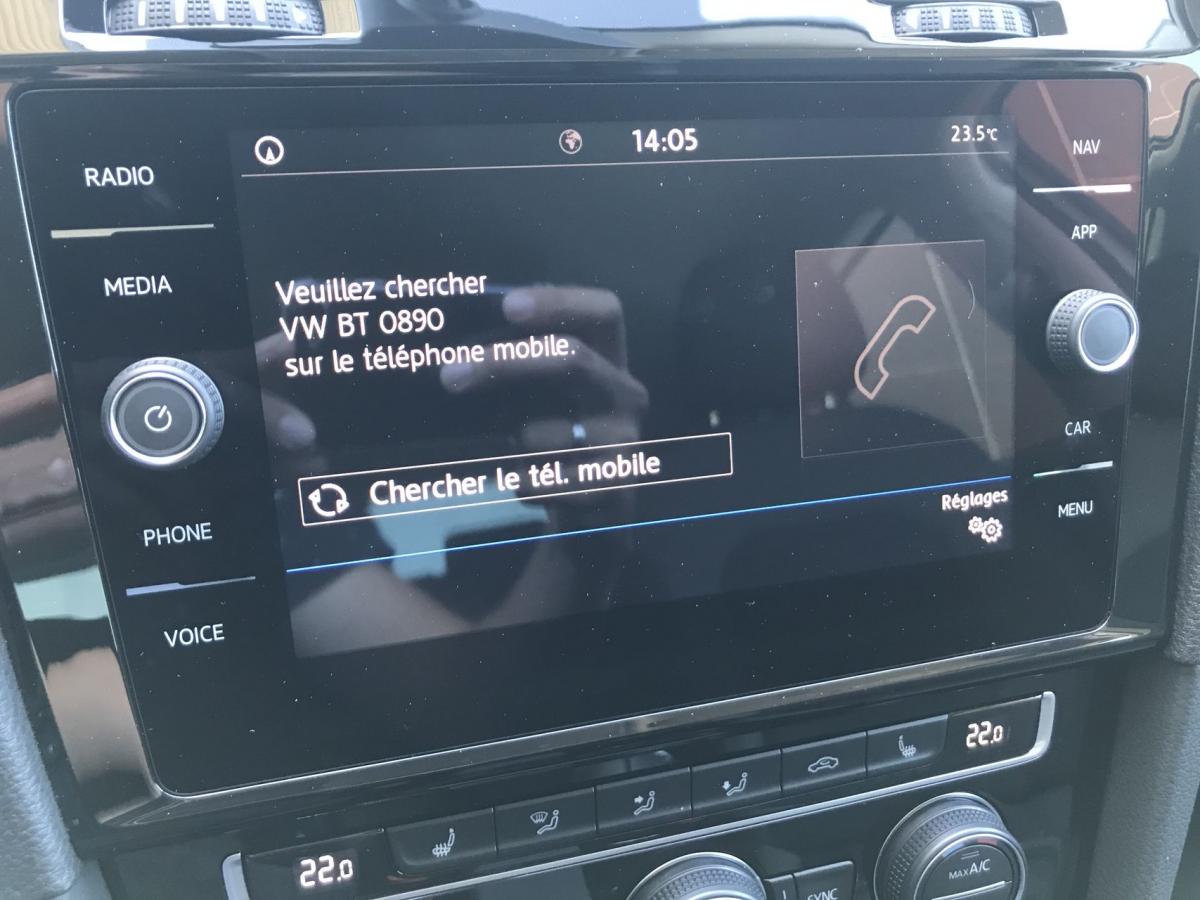 RADIO
MEDIA
PHONE
VOICE
14:05
23.5°C
Veuillez chercher
VW BT 0890
sur le téléphone mobile.
Chercher le tél. mobile
Réglages
NAV
APP
CAR
MENU
22.0
22.0
SYNC
MAX A/C